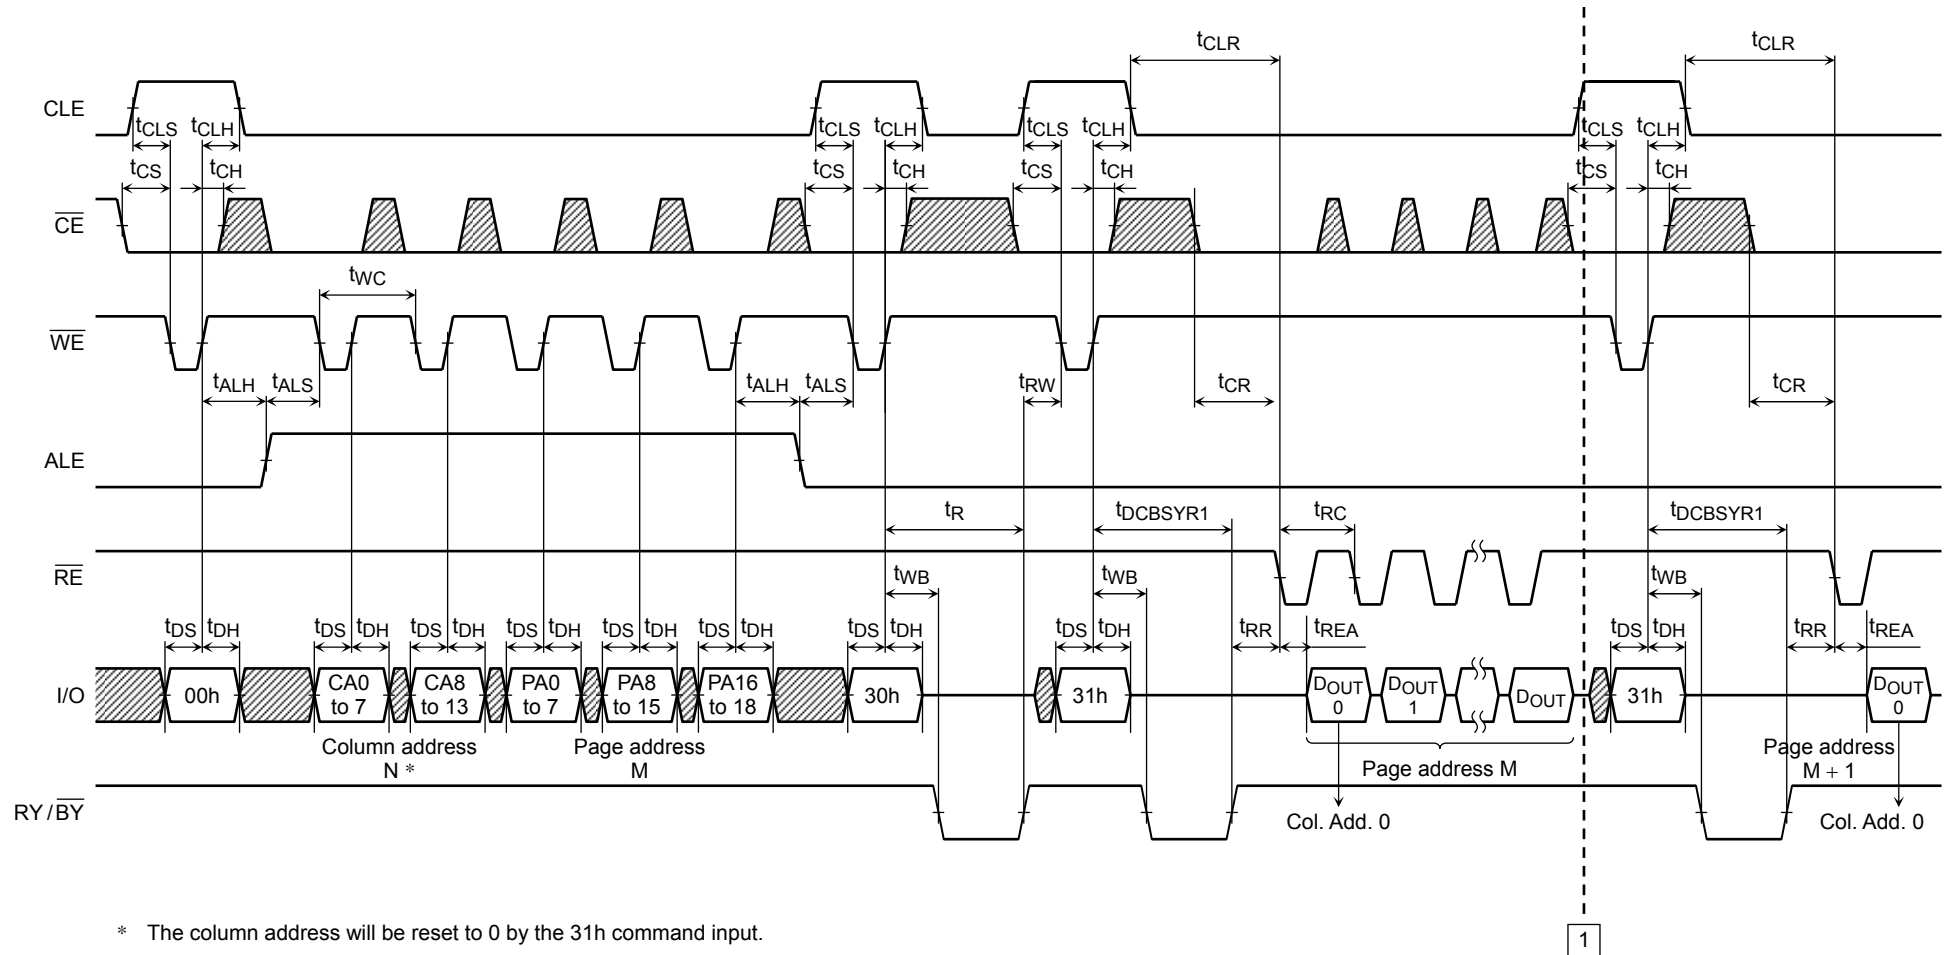 tCLR tCLR
CLE
tCLS tCLH tCLS tCLH tCLS tCLH tCLS tCLH
tCS tCH tCS tCH tCS tCH tCS tCH
CE
tWC
WE
tALH tALS tALH tALS tRW tCR tCR
ALE
tR tDCBSYR1 tRC tDCBSYR1
RE
tWB tWB tWB
tDS tDH tDS tDH tDS tDH tDS tDH tDS tDH tDS tDH tDS tDH tDS tDH tRR tREA tDS tDH tRR tREA
I/O
00h
CA0
to 7
CA8
to 13
PA0
to 7
PA8
to 15
PA16
to 18
30h
31h
DOUT
0
DOUT
1
DOUT
31h
DOUT
0
Column address
N *
Page address
M
Page address M
Page address
M + 1
RY/BY
Col. Add. 0
Col. Add. 0
* The column address will be reset to 0 by the 31h command input.
1